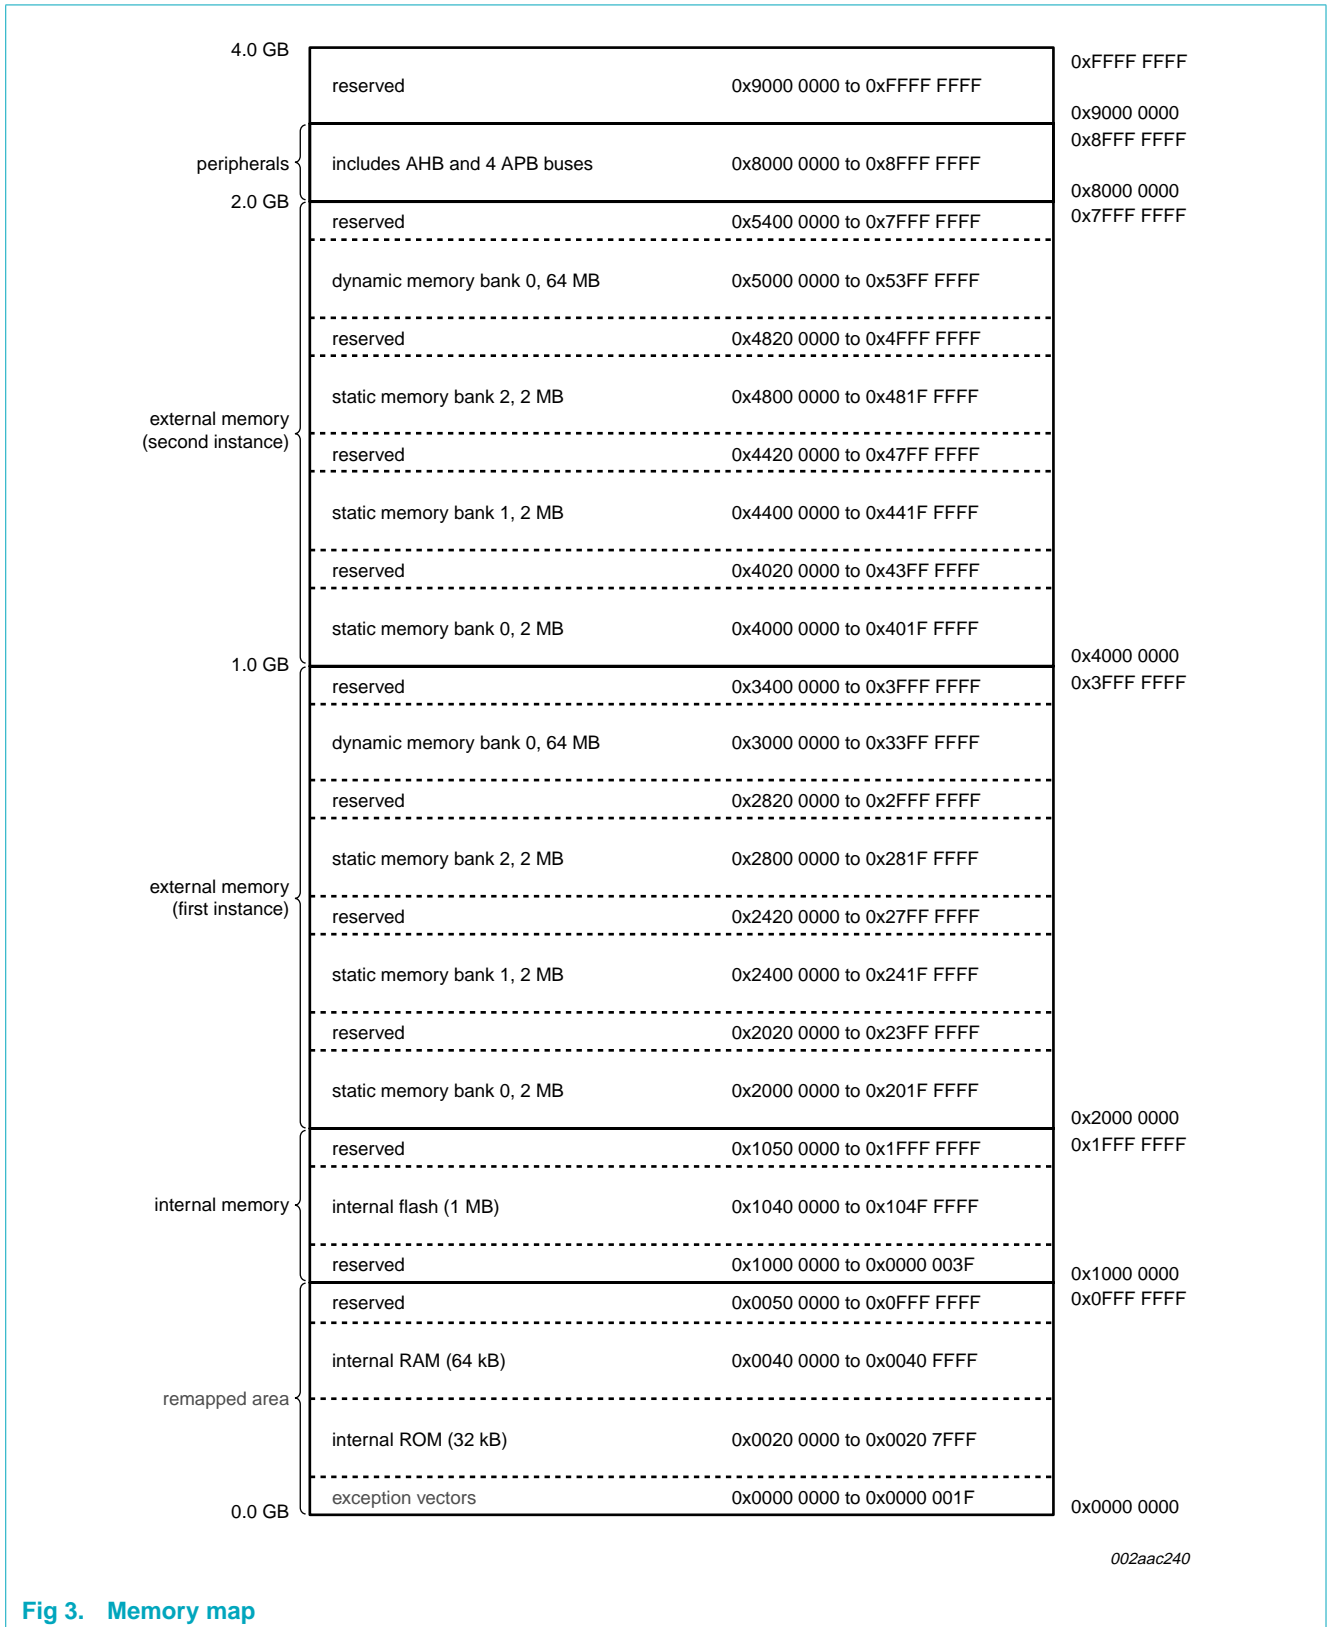 4.0 GB
reserved 0x9000 0000 to 0xFFFF FFFF
0xFFFF FFFF
0x9000 0000
0x8FFF FFFF
peripherals
includes AHB and 4 APB buses 0x8000 0000 to 0x8FFF FFFF
0x8000 0000
2.0 GB
0x7FFF FFFF
reserved 0x5400 0000 to 0x7FFF FFFF
dynamic memory bank 0, 64 MB 0x5000 0000 to 0x53FF FFFF
reserved 0x4820 0000 to 0x4FFF FFFF
static memory bank 2, 2 MB 0x4800 0000 to 0x481F FFFF
external memory
(second instance)
reserved 0x4420 0000 to 0x47FF FFFF
static memory bank 1, 2 MB 0x4400 0000 to 0x441F FFFF
reserved 0x4020 0000 to 0x43FF FFFF
static memory bank 0, 2 MB 0x4000 0000 to 0x401F FFFF
0x4000 0000
1.0 GB
0x3FFF FFFF
reserved 0x3400 0000 to 0x3FFF FFFF
dynamic memory bank 0, 64 MB 0x3000 0000 to 0x33FF FFFF
reserved 0x2820 0000 to 0x2FFF FFFF
static memory bank 2, 2 MB 0x2800 0000 to 0x281F FFFF
external memory
(first instance)
reserved 0x2420 0000 to 0x27FF FFFF
static memory bank 1, 2 MB 0x2400 0000 to 0x241F FFFF
reserved 0x2020 0000 to 0x23FF FFFF
static memory bank 0, 2 MB 0x2000 0000 to 0x201F FFFF
0x2000 0000
0x1FFF FFFF
reserved 0x1050 0000 to 0x1FFF FFFF
internal memory
internal flash (1 MB) 0x1040 0000 to 0x104F FFFF
reserved 0x1000 0000 to 0x0000 003F
0x1000 0000
0x0FFF FFFF
reserved 0x0050 0000 to 0x0FFF FFFF
internal RAM (64 kB) 0x0040 0000 to 0x0040 FFFF
remapped area
internal ROM (32 kB) 0x0020 0000 to 0x0020 7FFF
exception vectors 0x0000 0000 to 0x0000 001F
0x0000 0000
0.0 GB
002aac240
Fig 3. Memory map